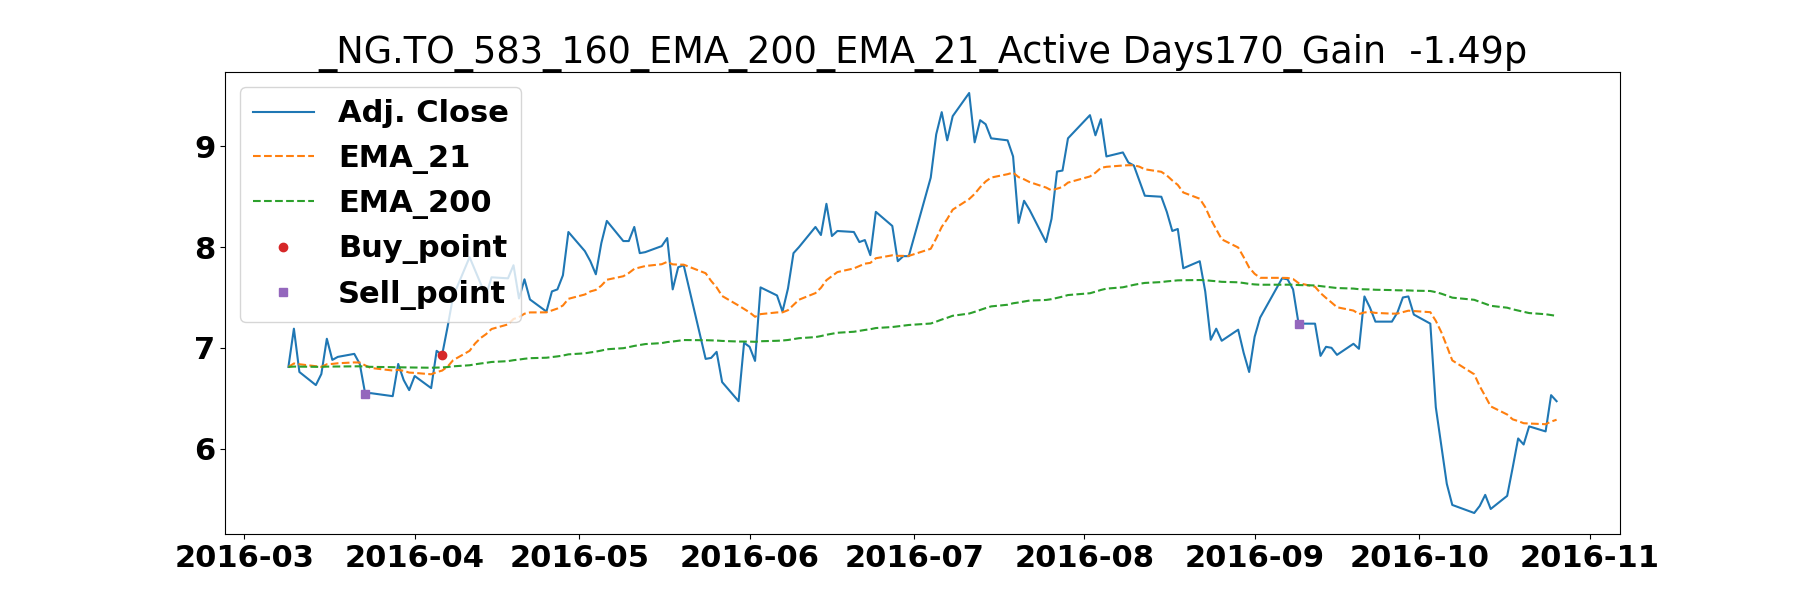 _NG.TO_583_160_EMA_200_EMA_21_Active Days170_Gain  -1.49p
Adj. Close
EMA_21
EMA_200
Buy_point
Sell_point
9
8
7
6
2016-03 2016-04 2016-05 2016-06 2016-07 2016-08 2016-09 2016-10 2016-11